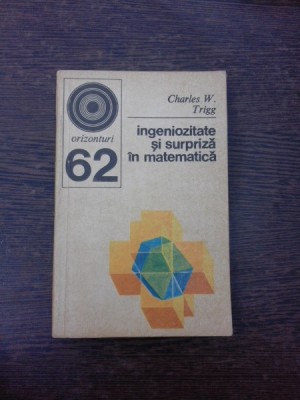 Charles W.
Trigg
orizonturi
62
ingeniozitate
și surpriză
în matematică